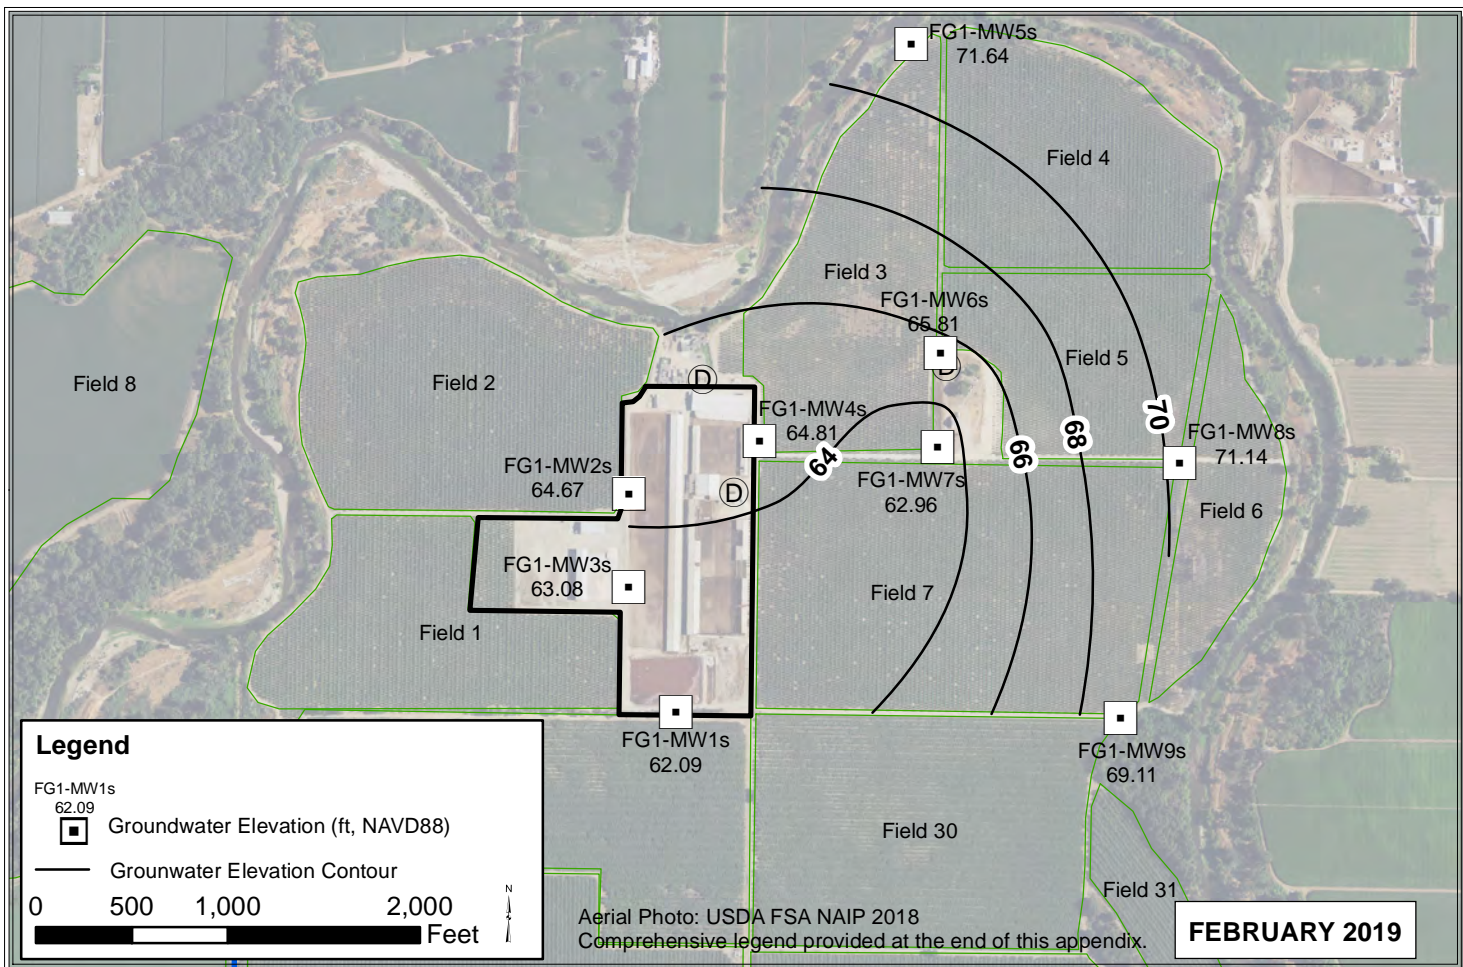 FG1-MW5s
71.64
Field 4
Field 3
FG1-MW6s
65.81
D
Field 5
Field 8
Field 2
D
FG1-MW4s
64.81
64
70
68
66
FG1-MW8s
71.14
FG1-MW2s
64.67
D
FG1-MW7s
62.96
Field 6
FG1-MW3s
63.08
Field 7
Field 1
FG1-MW1s
62.09
FG1-MW9s
69.11
Field 30
Field 31
Legend
FG1-MW1s
62.09
Groundwater Elevation (ft, NAVD88)
Grounwater Elevation Contour
0 500 1,000 2,000
Feet
N
Aerial Photo: USDA FSA NAIP 2018
Comprehensive legend provided at the end of this appendix.
FEBRUARY 2019